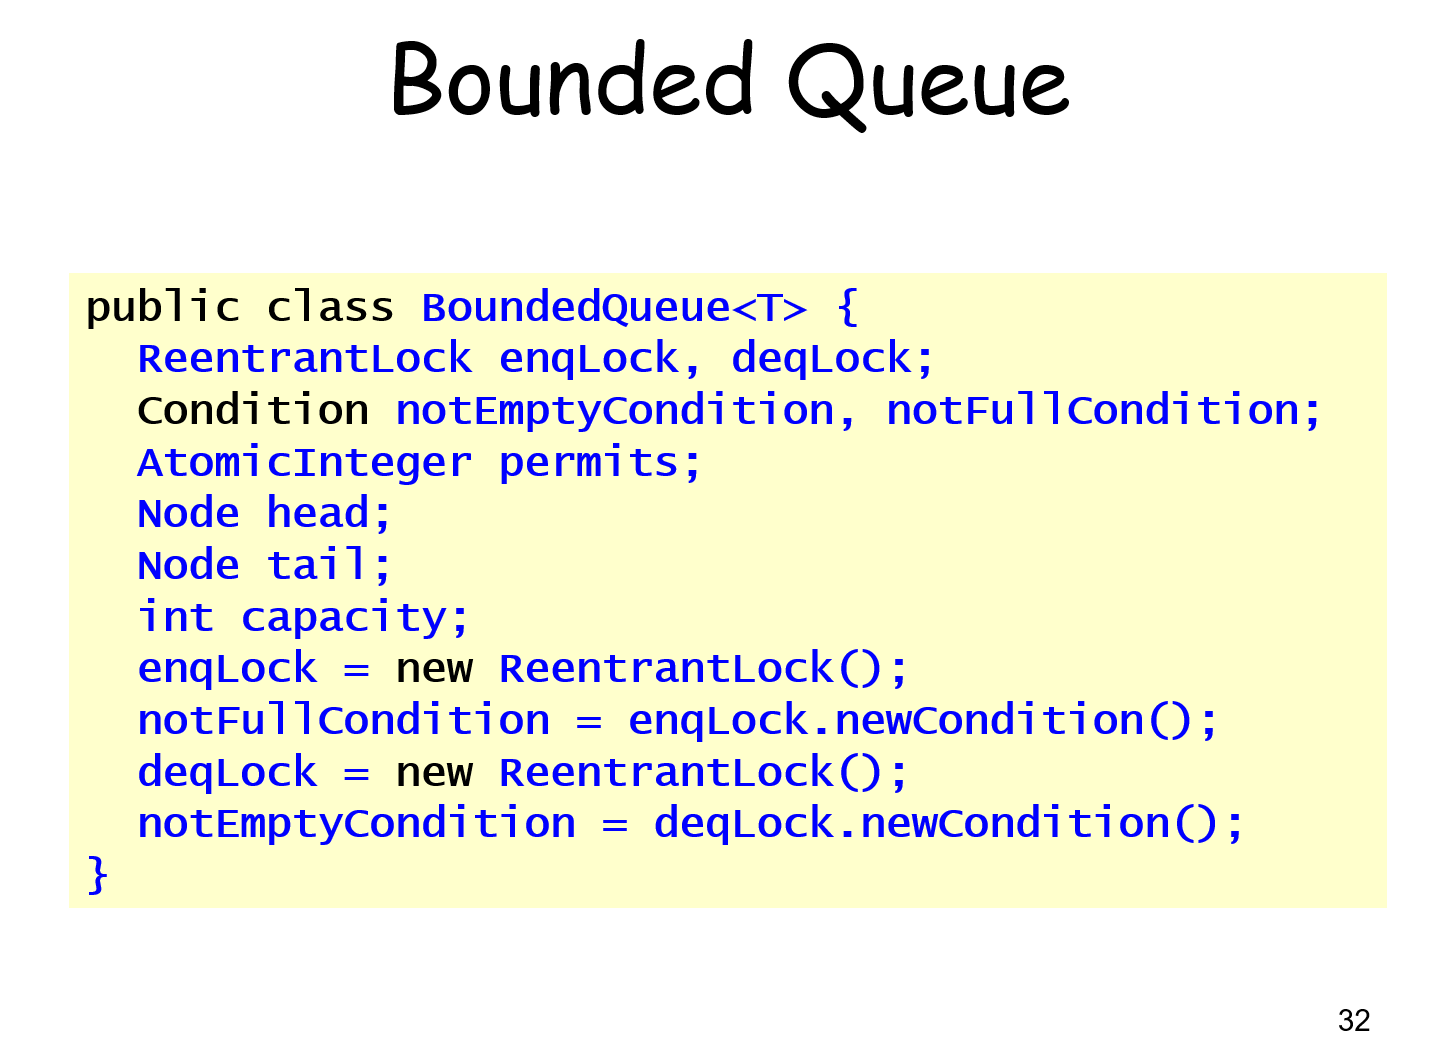 Bounded Queue
public class BoundedQueue<T> {
  ReentrantLock enqLock, deqLock;
  Condition notEmptyCondition, notFullCondition;
  AtomicInteger permits;
  Node head;
  Node tail;
  int capacity;
  enqLock = new ReentrantLock();
  notFullCondition = enqLock.newCondition();
  deqLock = new ReentrantLock();
  notEmptyCondition = deqLock.newCondition();
}
32